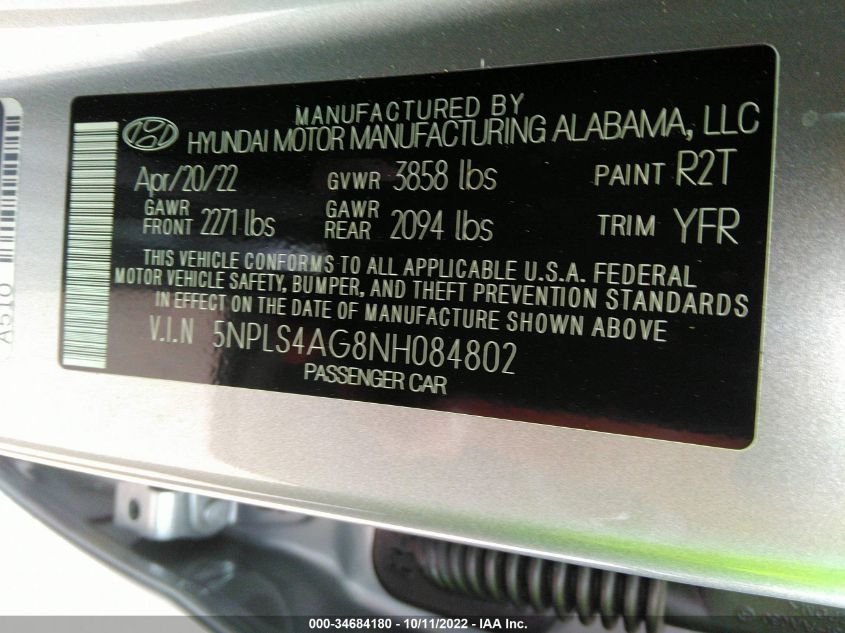 MANUFACTURED BY
HYUNDAI MOTOR MANUFACTURING ALABAMA, LLC
Apr/20/22 GVWR 3858 lbs PAINT R2T
GAWR FRONT 2271 lbs GAWR REAR 2094 lbs TRIM YFR
THIS VEHICLE CONFORMS TO ALL APPLICABLE U.S.A. FEDERAL
MOTOR VEHICLE SAFETY, BUMPER, AND THEFT PREVENTION STANDARDS
IN EFFECT ON THE DATE OF MANUFACTURE SHOWN ABOVE
V.I.N 5NPLS4AG8NH084802
PASSENGER CAR
A510
000-34684180 - 10/11/2022 - IAA Inc.